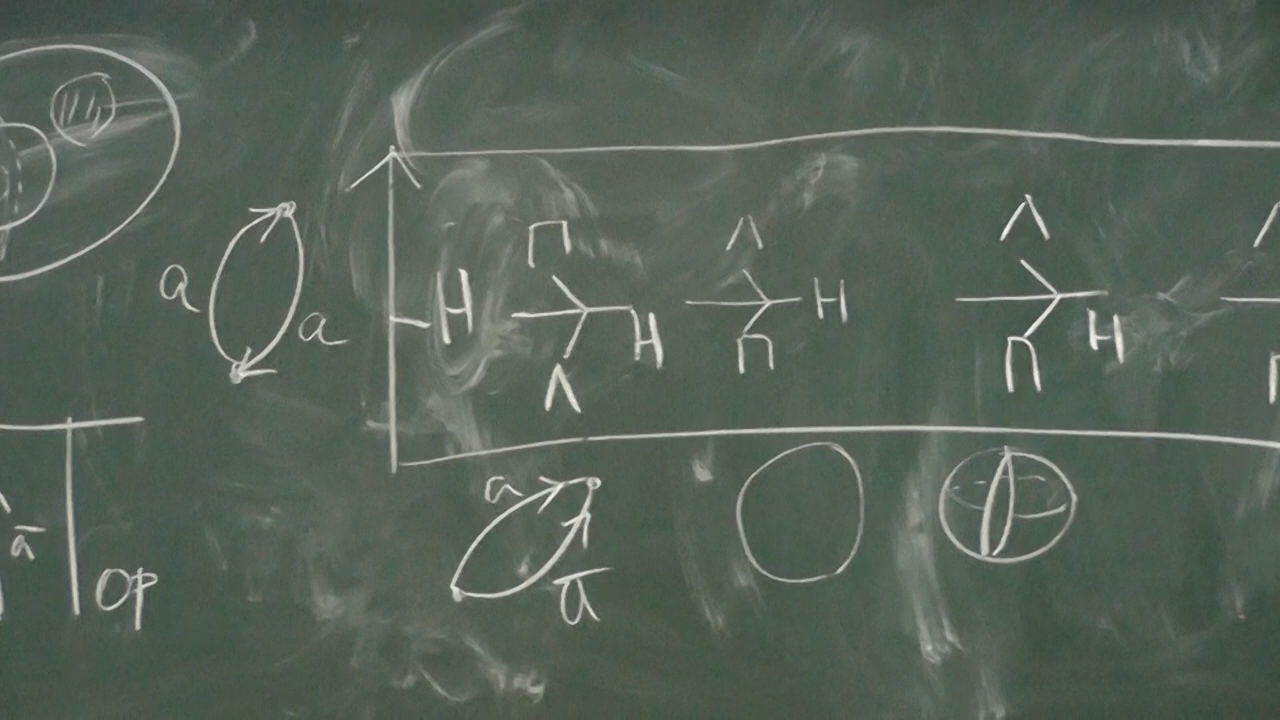 П Λ Λ Λ
a H H H
a H
Λ П П
a
ā a̅
Op